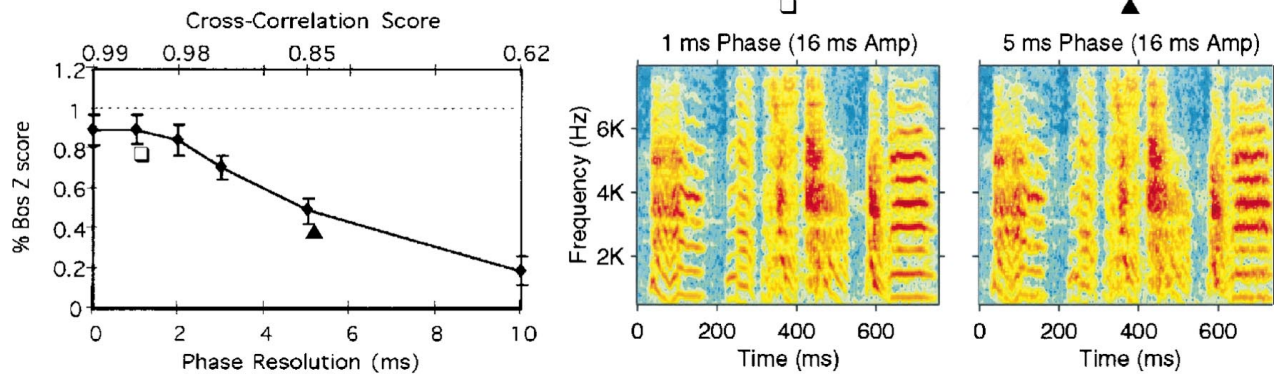 Cross-Correlation Score
0.99 0.98 0.85 0.62
1.2
1
0.8
0.6
0.4
0.2
0
% Bos Z score
0 2 4 6 8 10
Phase Resolution (ms)
1 ms Phase (16 ms Amp)
6K
4K
2K
Frequency (Hz)
0 200 400 600
Time (ms)
5 ms Phase (16 ms Amp)
0 200 400 600
Time (ms)